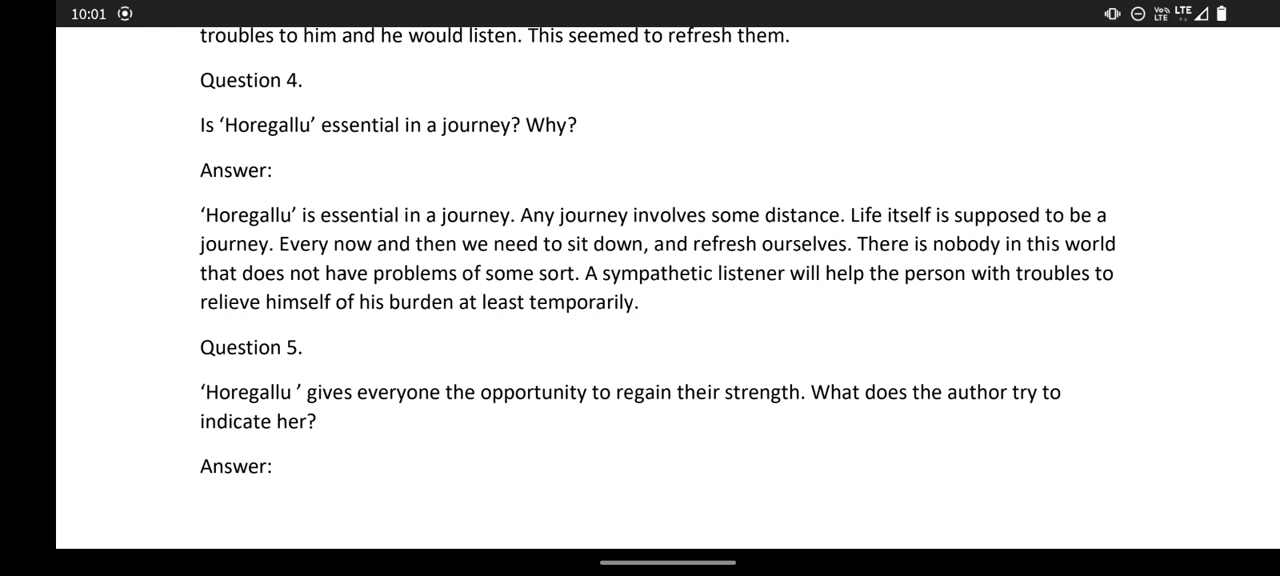 10:01 Vo LTE LTE
troubles to him and he would listen. This seemed to refresh them.
Question 4.
Is ‘Horegallu’ essential in a journey? Why?
Answer:
‘Horegallu’ is essential in a journey. Any journey involves some distance. Life itself is supposed to be a
journey. Every now and then we need to sit down, and refresh ourselves. There is nobody in this world
that does not have problems of some sort. A sympathetic listener will help the person with troubles to
relieve himself of his burden at least temporarily.
Question 5.
‘Horegallu ’ gives everyone the opportunity to regain their strength. What does the author try to
indicate her?
Answer: